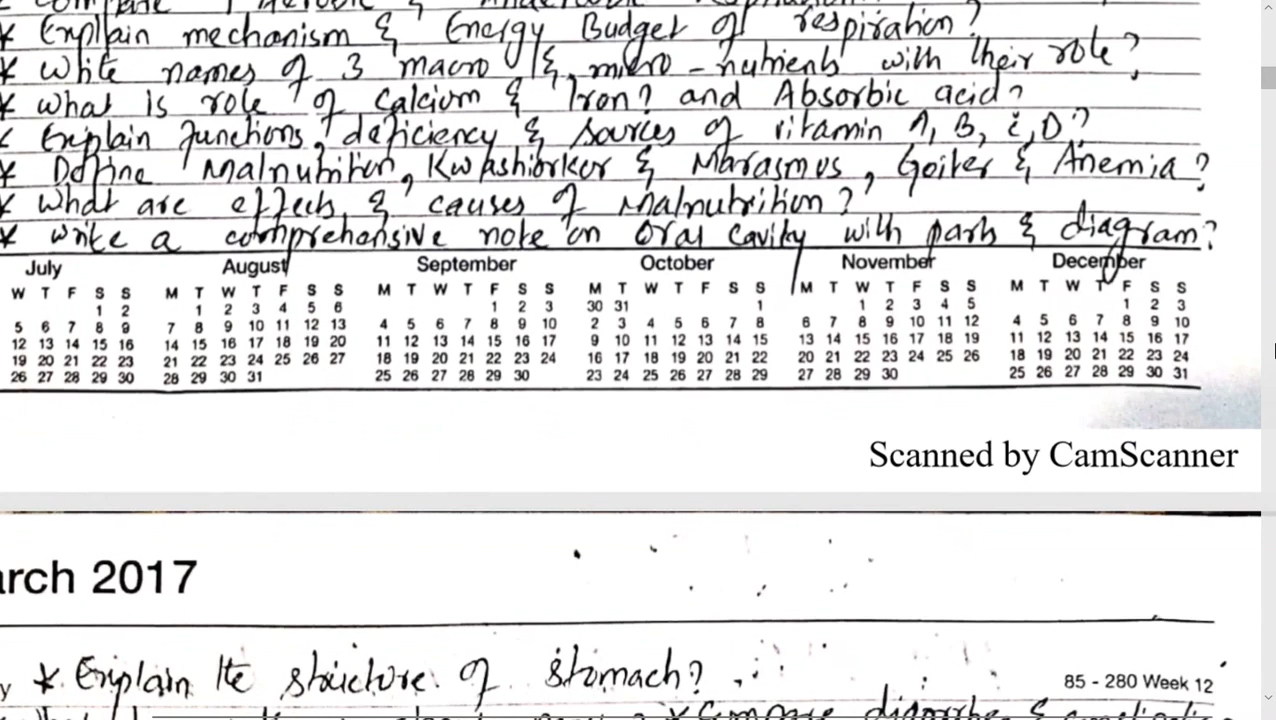 * Expllain mechanism & Energy Budget of respiration?
* Write names of 3 macro & micro-nutrients with their role?
* What is role of Calcium & Iron? and Absorbic acid?
* Explain functions, deficiency & sources of vitamin A, B, C, D?
* Define Malnutrition, Kwashiorker & Marasmus, Goiter & Anemia?
* What are effects & causes of Malnutrition?
* Write a comprehensive note on Oral Cavity with parts & diagram?
July August September October November December
W T F S S M T W T F S S M T W T F S S M T W T F S S M T W T F S S M T W T F S S
1 2 1 2 3 4 5 6 1 2 3 30 31 1 1 2 3 4 5 1 2 3
5 6 7 8 9 7 8 9 10 11 12 13 4 5 6 7 8 9 10 2 3 4 5 6 7 8 6 7 8 9 10 11 12 4 5 6 7 8 9 10
12 13 14 15 16 14 15 16 17 18 19 20 11 12 13 14 15 16 17 9 10 11 12 13 14 15 13 14 15 16 17 18 19 11 12 13 14 15 16 17
19 20 21 22 23 21 22 23 24 25 26 27 18 19 20 21 22 23 24 16 17 18 19 20 21 22 20 21 22 23 24 25 26 18 19 20 21 22 23 24
26 27 28 29 30 28 29 30 31 25 26 27 28 29 30 23 24 25 26 27 28 29 27 28 29 30 25 26 27 28 29 30 31
Scanned by CamScanner
arch 2017
y * Explain the structure of stomach?
85 - 280 Week 12